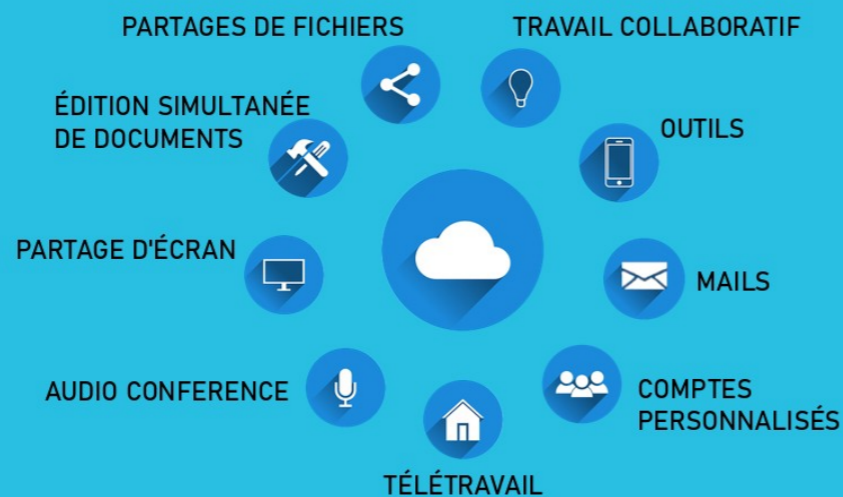 PARTAGES DE FICHIERS
TRAVAIL COLLABORATIF
ÉDITION SIMULTANÉE
DE DOCUMENTS
OUTILS
PARTAGE D'ÉCRAN
MAILS
AUDIO CONFERENCE
COMPTES
PERSONNALISÉS
TÉLÉTRAVAIL